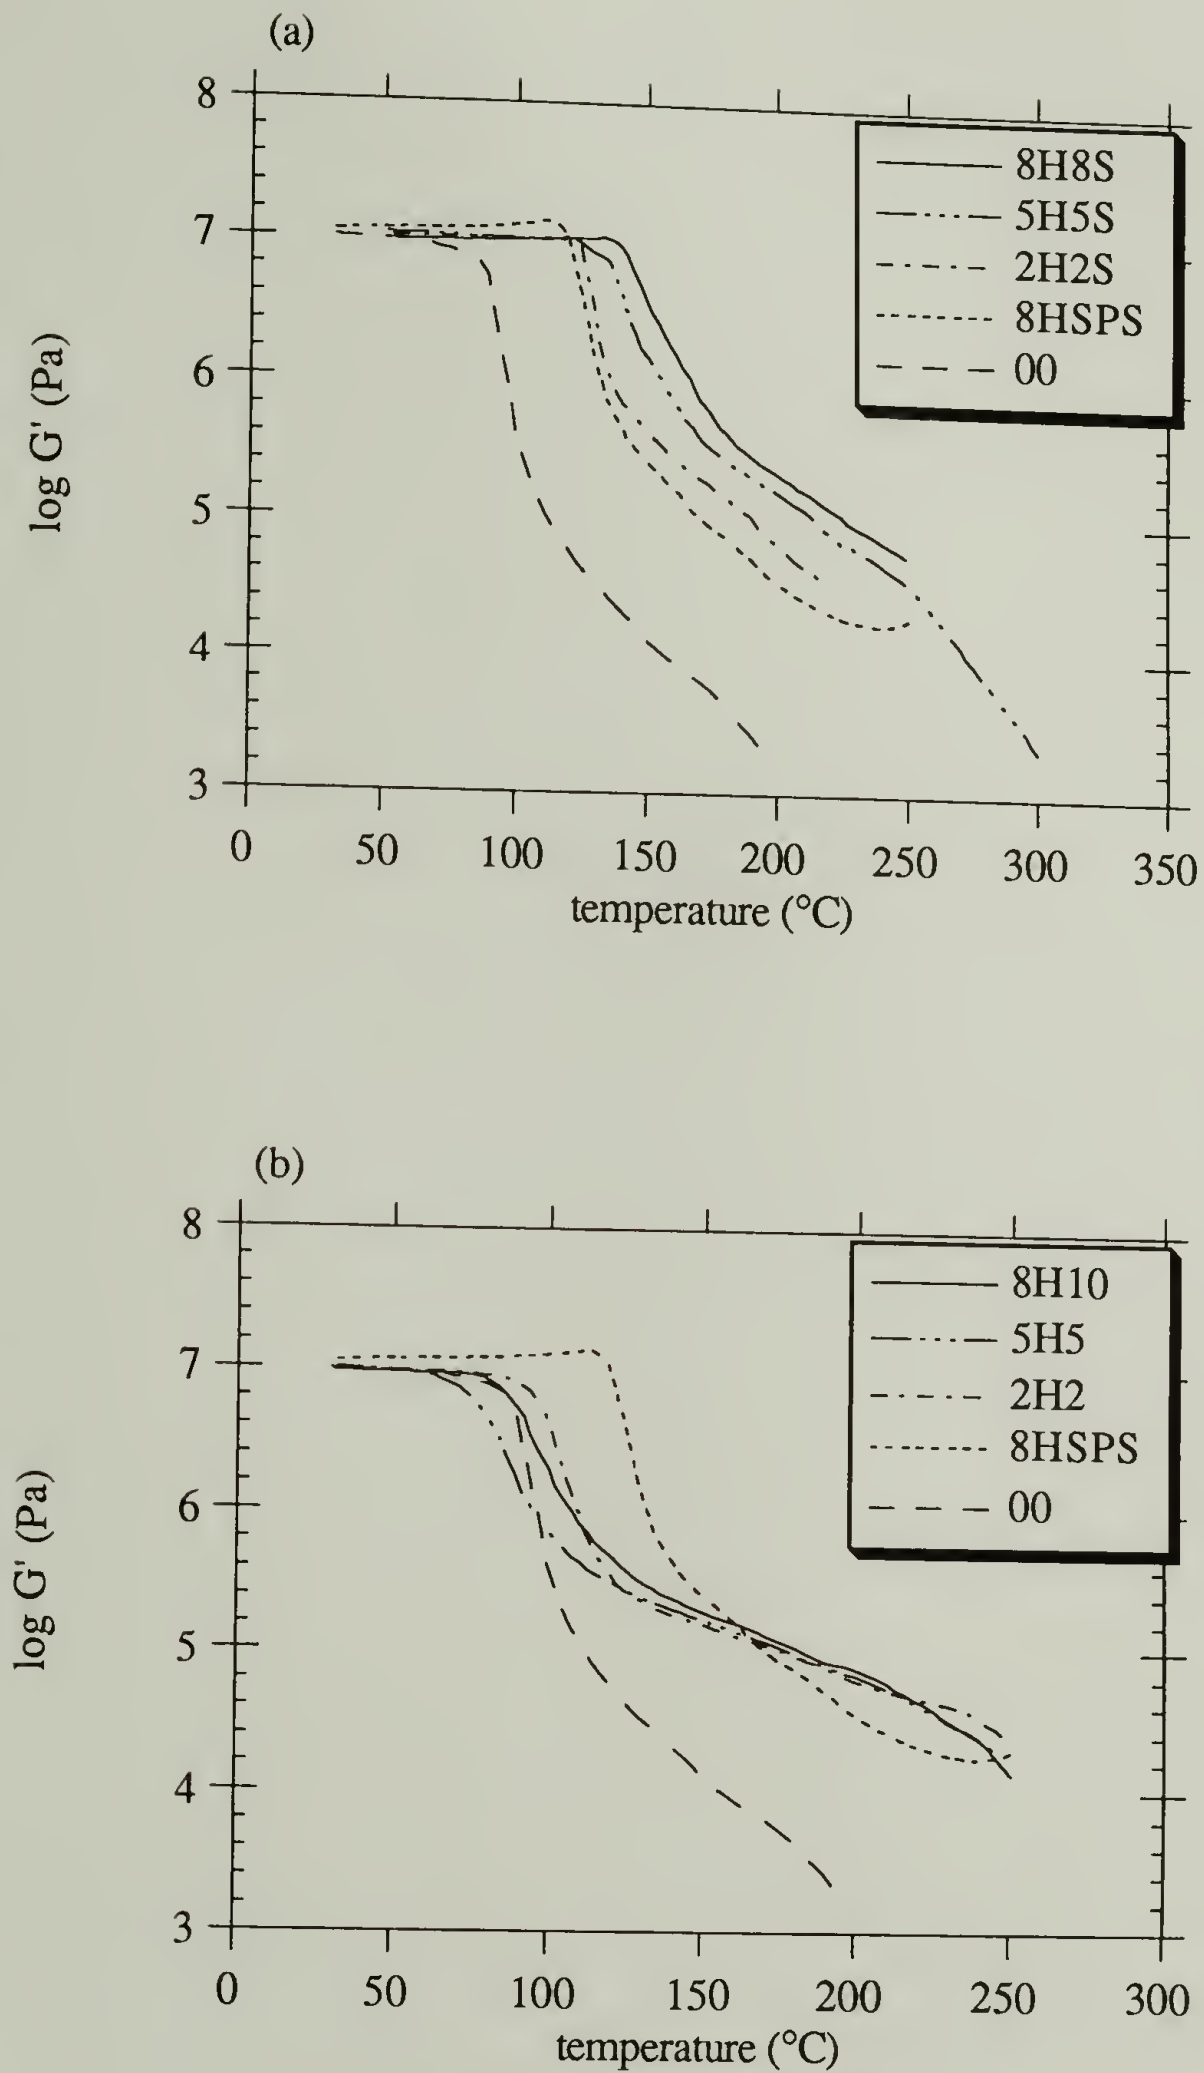 (a)
log G' (Pa)
8
7
6
5
4
3
8H8S
5H5S
2H2S
8HSPS
00
0 50 100 150 200 250 300 350
temperature (°C)
(b)
log G' (Pa)
8
7
6
5
4
3
8H10
5H5
2H2
8HSPS
00
0 50 100 150 200 250 300
temperature (°C)